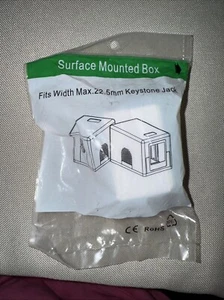 Surface Mounted Box
Fits Width Max.22.5mm Keystone Jack
CE RoHS